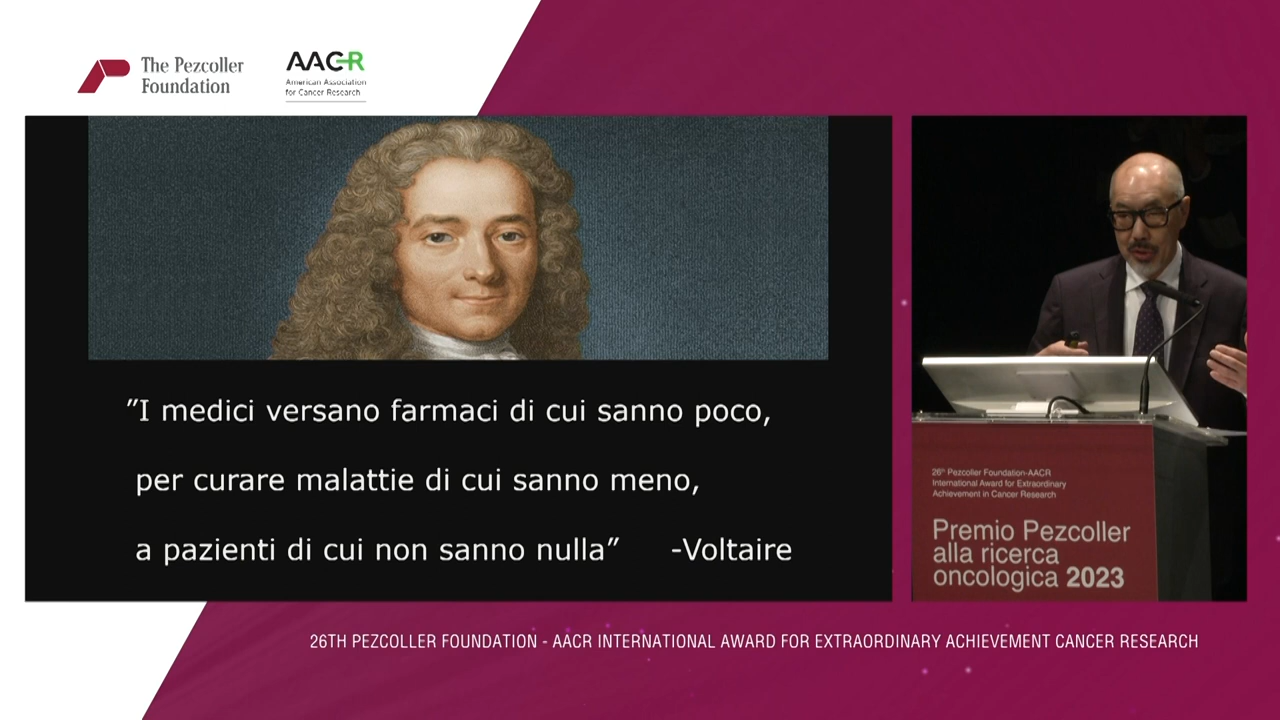 The Pezcoller
Foundation
AACR
American Association
for Cancer Research
"I medici versano farmaci di cui sanno poco,
per curare malattie di cui sanno meno,
a pazienti di cui non sanno nulla" -Voltaire
26th Pezcoller Foundation-AACR
International Award for Extraordinary
Achievement in Cancer Research
Premio Pezcoller
alla ricerca
oncologica 2023
26TH PEZCOLLER FOUNDATION - AACR INTERNATIONAL AWARD FOR EXTRAORDINARY ACHIEVEMENT CANCER RESEARCH